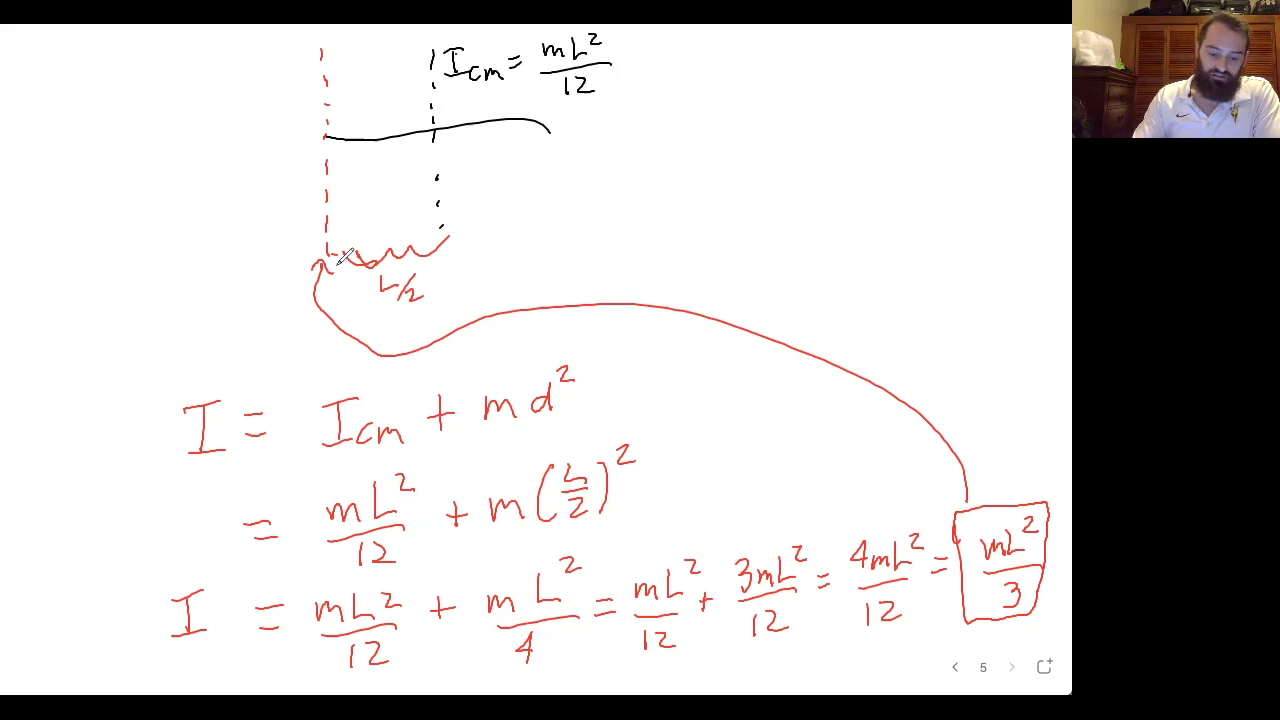 I_cm = mL²/12
L/2
I = I_cm + md²
= mL²/12 + m(L/2)²
I = mL²/12 + mL²/4 = mL²/12 + 3mL²/12 = 4mL²/12 = mL²/3
< 5 >